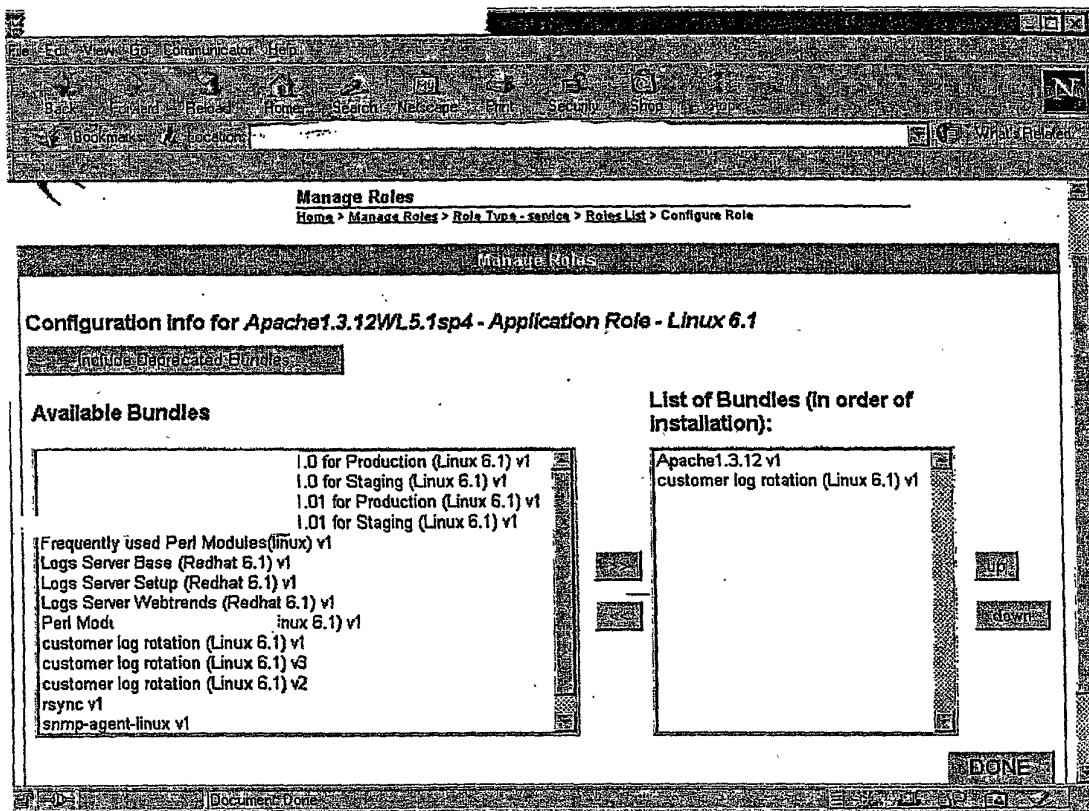 File Edit View Go Communicator Help
Back Forward Reload Home Search Netscape Print Security Shop Stop
Bookmarks Location: What's Related
Manage Roles
Home > Manage Roles > Role Type - service > Roles List > Configure Role
Manage Roles
Configuration info for Apache1.3.12WL5.1sp4 - Application Role - Linux 6.1
Include Deprecated Bundles
Available Bundles
List of Bundles (in order of installation):
1.0 for Production (Linux 6.1) v1
1.0 for Staging (Linux 6.1) v1
1.01 for Production (Linux 6.1) v1
1.01 for Staging (Linux 6.1) v1
Frequently used Perl Modules(linux) v1
Logs Server Base (Redhat 6.1) v1
Logs Server Setup (Redhat 6.1) v1
Logs Server Webtrends (Redhat 6.1) v1
Perl Modu inux 6.1) v1
customer log rotation (Linux 6.1) v1
customer log rotation (Linux 6.1) v3
customer log rotation (Linux 6.1) v2
rsync v1
snmp-agent-linux v1
>>
<<
Apache1.3.12 v1
customer log rotation (Linux 6.1) v1
up
down
DONE
Document: Done